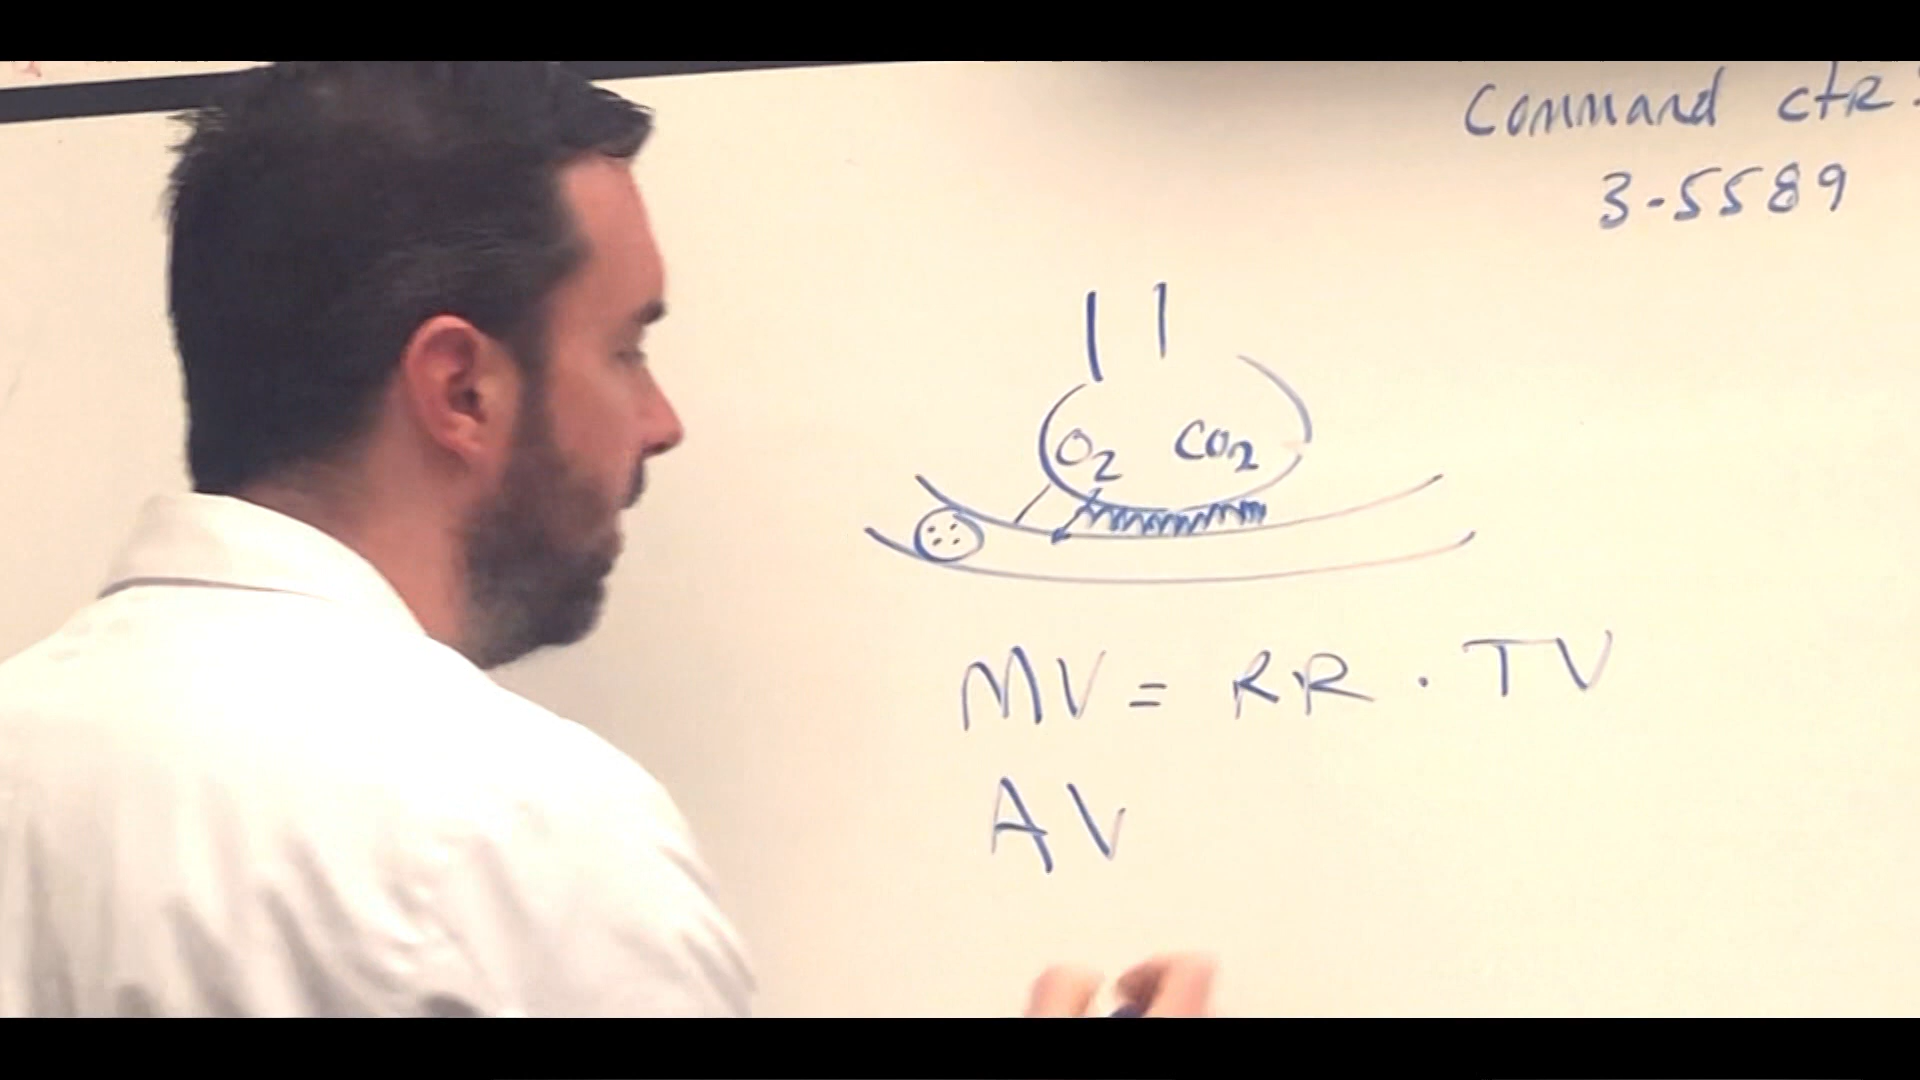 Command ctr
3-5589
O2 CO2
MV = RR · TV
AV